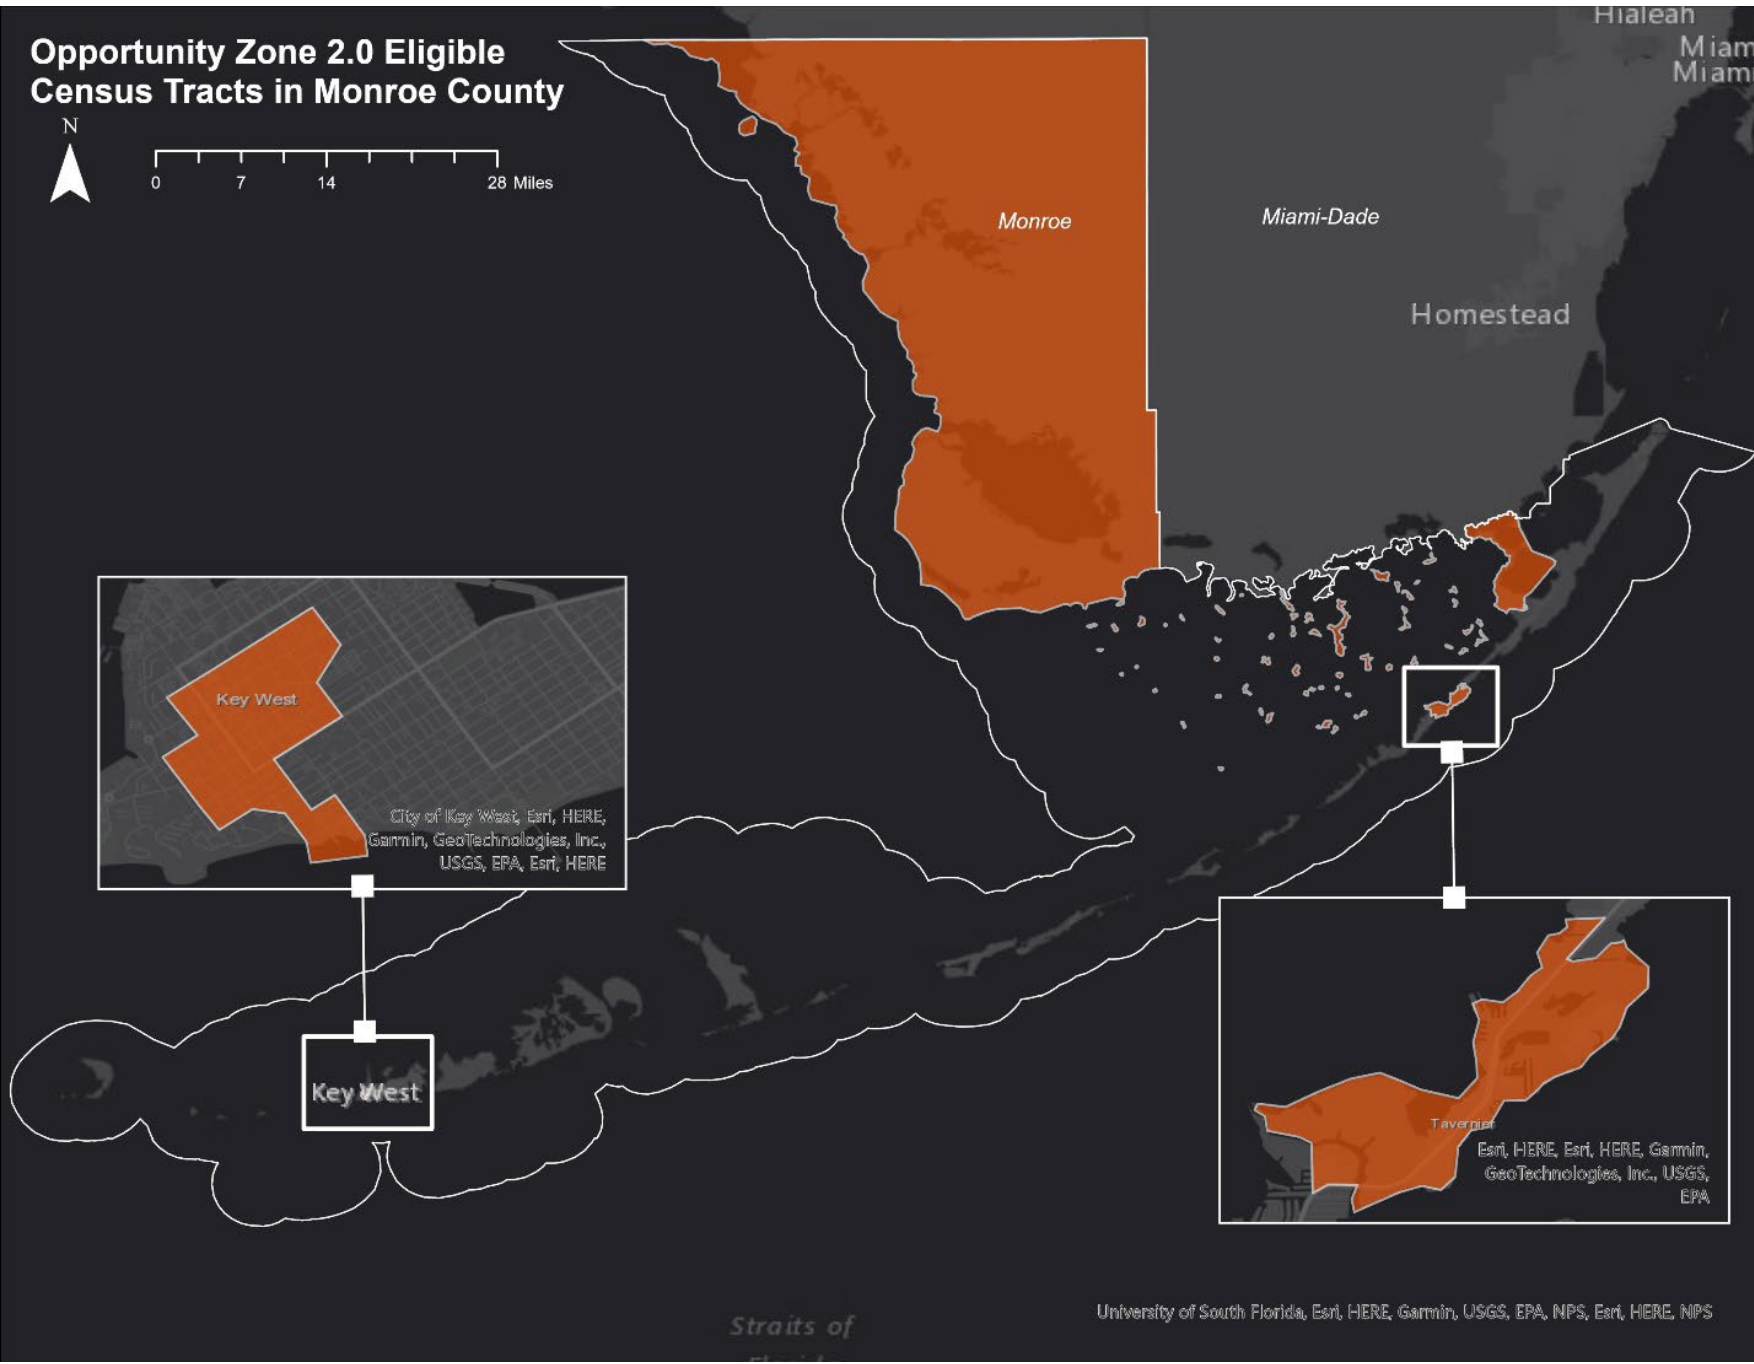 Opportunity Zone 2.0 Eligible
Census Tracts in Monroe County
N
0 7 14 28 Miles
Hialeah
Miam
Miami
Monroe
Miami-Dade
Homestead
Key West
City of Key West, Esri, HERE,
Garmin, GeoTechnologies, Inc.,
USGS, EPA, Esri, HERE
Key West
Tavernier
Esri, HERE, Esri, HERE, Garmin,
GeoTechnologies, Inc., USGS,
EPA
University of South Florida, Esri, HERE, Garmin, USGS, EPA, NPS, Esri, HERE, NPS
Straits of